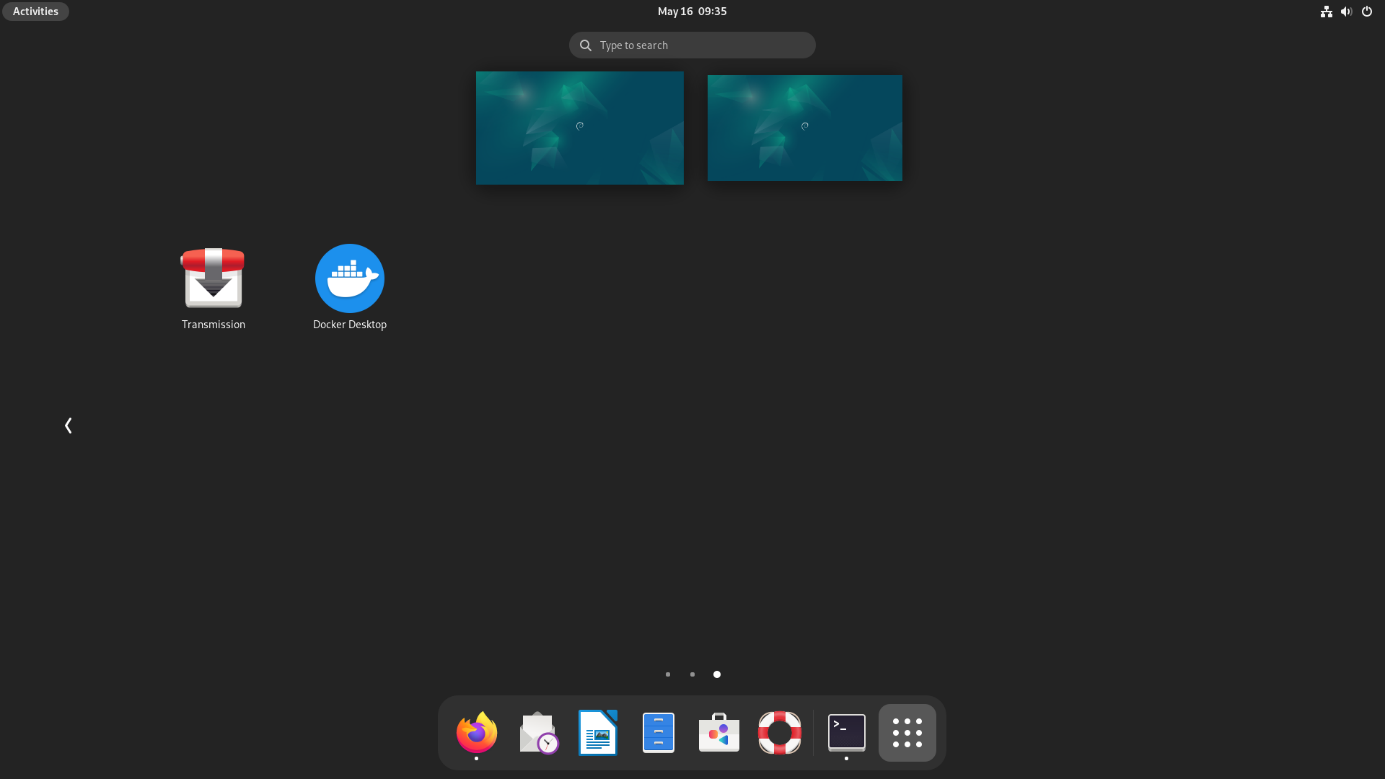 Activities
May 16 09:35
Type to search
Transmission
Docker Desktop
>_